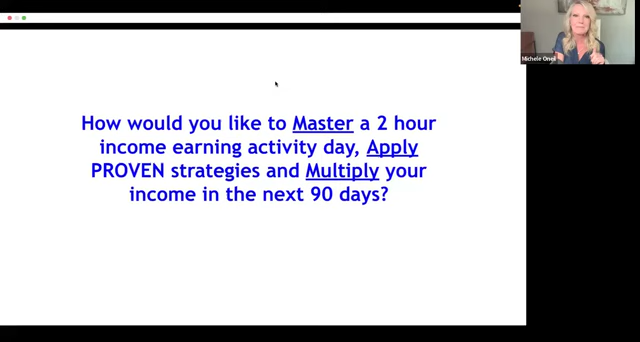 How would you like to Master a 2 hour
income earning activity day, Apply
PROVEN strategies and Multiply your
income in the next 90 days?
Michele Oneil